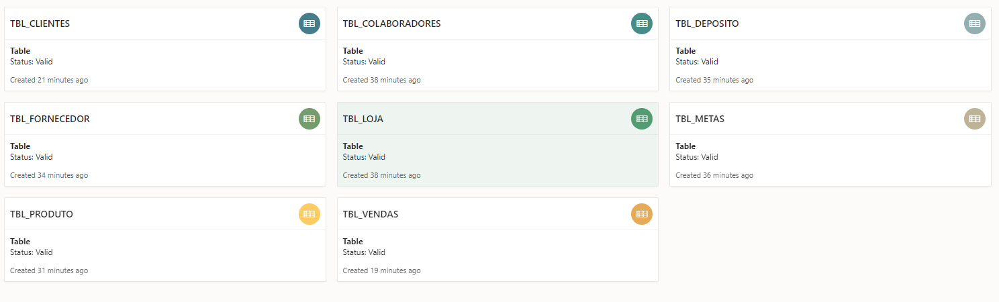 TBL_CLIENTES
Table
Status: Valid
Created 21 minutes ago
TBL_COLABORADORES
Table
Status: Valid
Created 38 minutes ago
TBL_DEPOSITO
Table
Status: Valid
Created 35 minutes ago
TBL_FORNECEDOR
Table
Status: Valid
Created 34 minutes ago
TBL_LOJA
Table
Status: Valid
Created 38 minutes ago
TBL_METAS
Table
Status: Valid
Created 36 minutes ago
TBL_PRODUTO
Table
Status: Valid
Created 31 minutes ago
TBL_VENDAS
Table
Status: Valid
Created 19 minutes ago